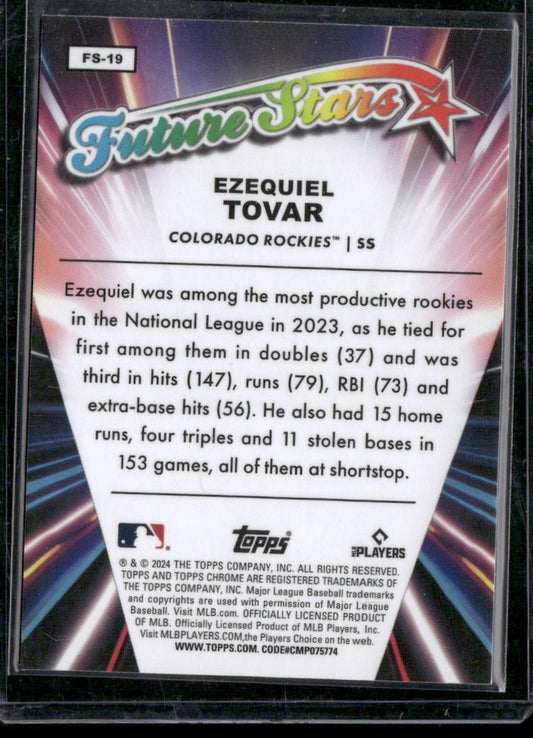 FS-19
Future Stars
EZEQUIEL
TOVAR
COLORADO ROCKIES™ | SS
Ezequiel was among the most productive rookies
in the National League in 2023, as he tied for
first among them in doubles (37) and was
third in hits (147), runs (79), RBI (73) and
extra-base hits (56). He also had 15 home
runs, four triples and 11 stolen bases in
153 games, all of them at shortstop.
topps
MLB PLAYERS
® & © 2024 THE TOPPS COMPANY, INC. ALL RIGHTS RESERVED.
TOPPS AND TOPPS CHROME ARE REGISTERED TRADEMARKS OF
THE TOPPS COMPANY, INC. Major League Baseball trademarks
and copyrights are used with permission of Major League
Baseball. Visit MLB.com. OFFICIALLY LICENSED PRODUCT
OF MLB. Officially Licensed Product of MLB Players, Inc.
Visit MLBPLAYERS.COM,the Players Choice on the web.
WWW.TOPPS.COM. CODE#CMP075774